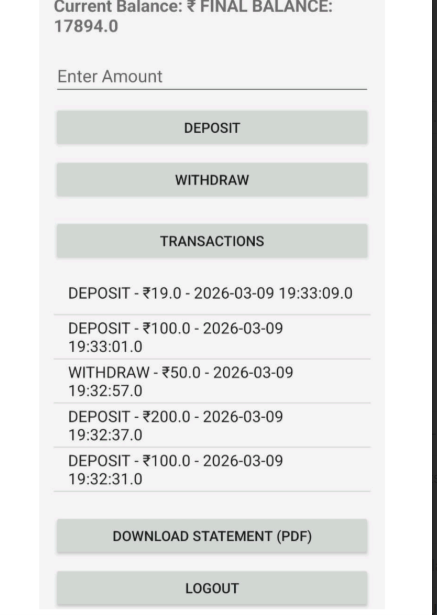 Current Balance: ₹ FINAL BALANCE:
17894.0
Enter Amount
DEPOSIT
WITHDRAW
TRANSACTIONS
DEPOSIT - ₹19.0 - 2026-03-09 19:33:09.0
DEPOSIT - ₹100.0 - 2026-03-09
19:33:01.0
WITHDRAW - ₹50.0 - 2026-03-09
19:32:57.0
DEPOSIT - ₹200.0 - 2026-03-09
19:32:37.0
DEPOSIT - ₹100.0 - 2026-03-09
19:32:31.0
DOWNLOAD STATEMENT (PDF)
LOGOUT